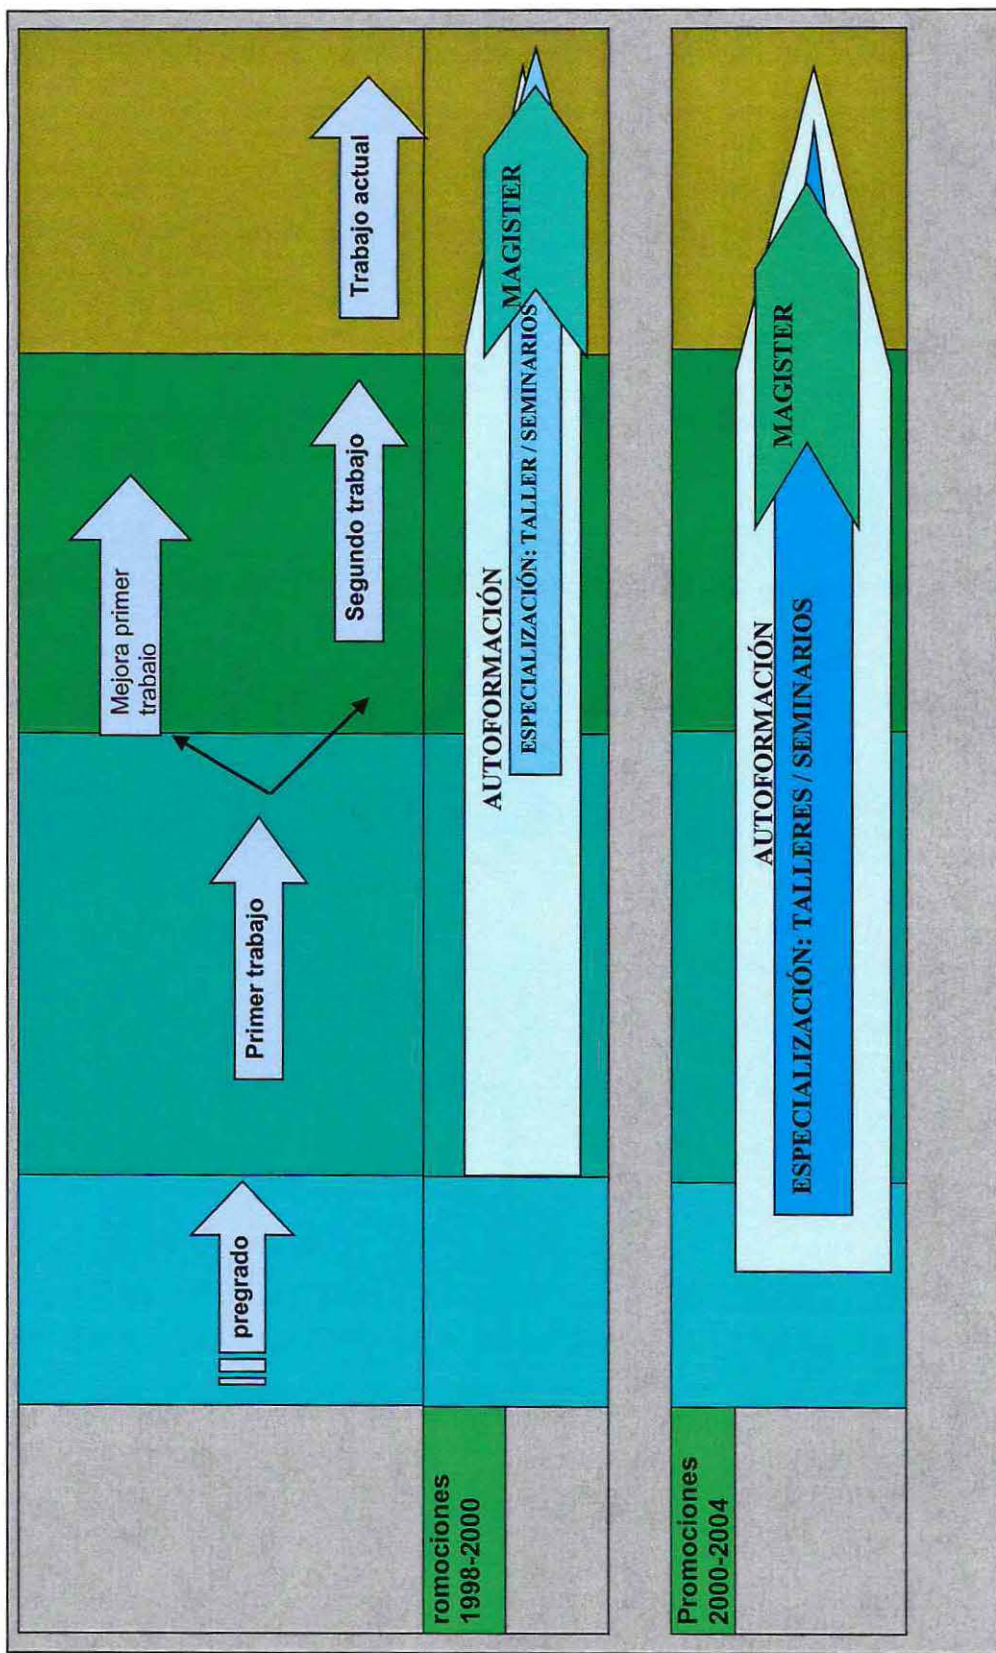 pregrado
Primer trabajo
Mejora primer
trabaio
Segundo trabajo
Trabajo actual
romociones
1998-2000
AUTOFORMACIÓN
ESPECIALIZACIÓN: TALLER / SEMINARIOS
MAGISTER
Promociones
2000-2004
AUTOFORMACIÓN
ESPECIALIZACIÓN: TALLERES / SEMINARIOS
MAGISTER